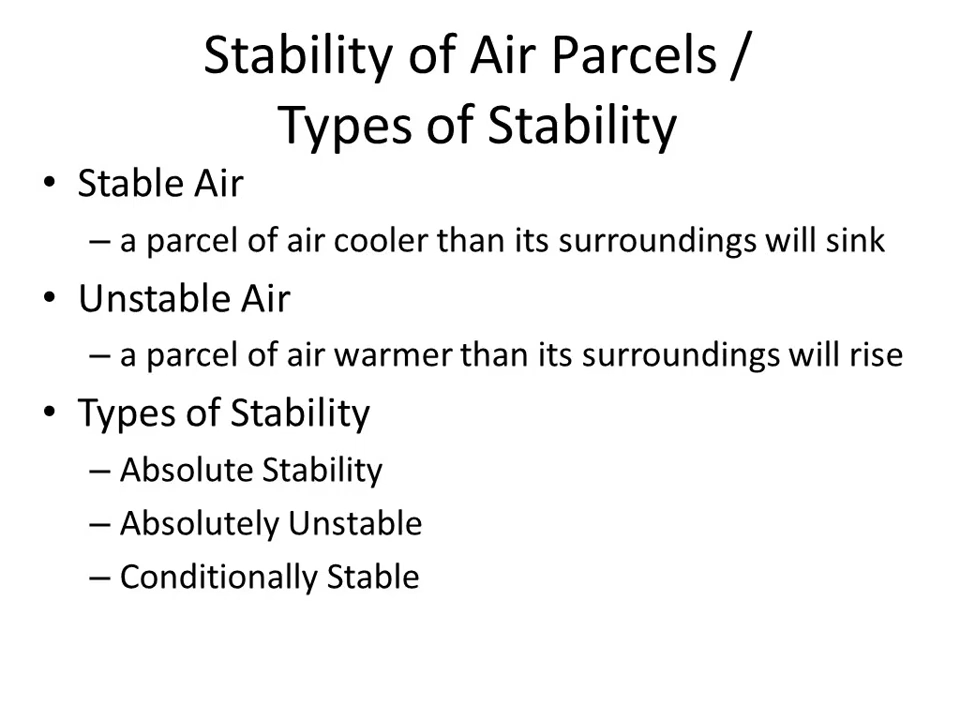 Stability of Air Parcels /
Types of Stability
• Stable Air
– a parcel of air cooler than its surroundings will sink
• Unstable Air
– a parcel of air warmer than its surroundings will rise
• Types of Stability
– Absolute Stability
– Absolutely Unstable
– Conditionally Stable